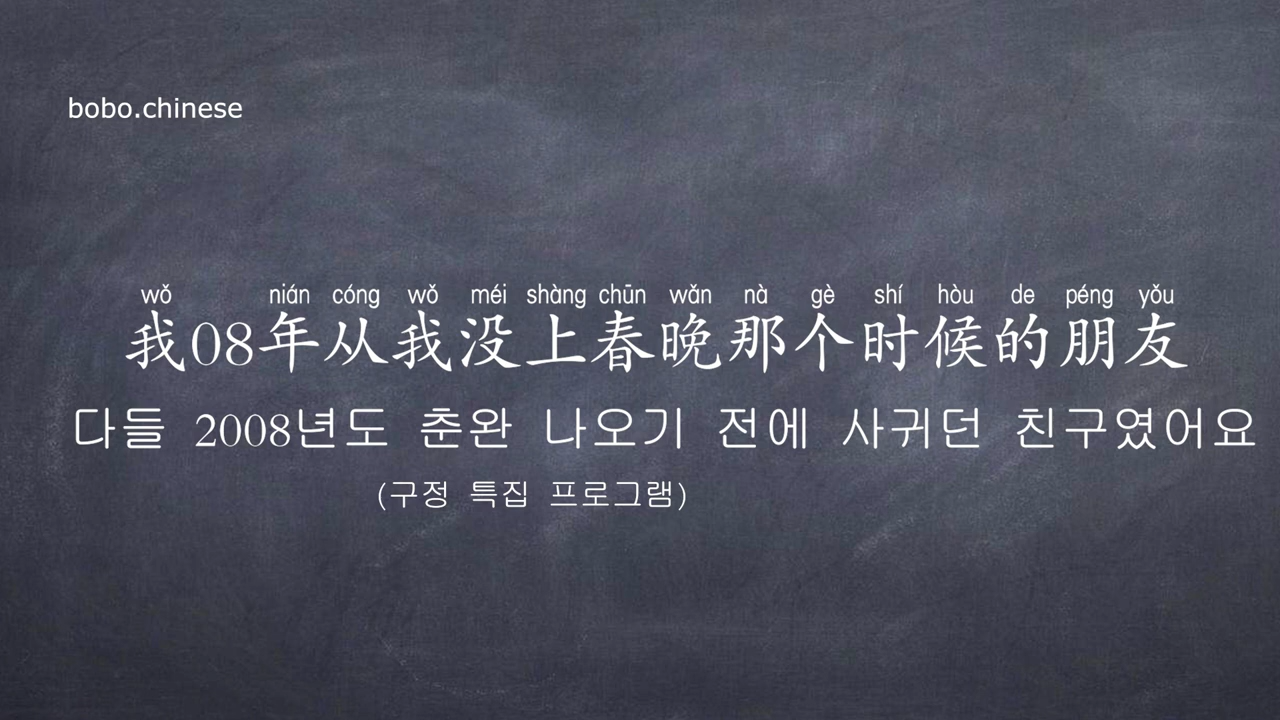 bobo.chinese
wǒ nián cóng wǒ méi shàng chūn wǎn nà gè shí hòu de péng yǒu
我08年从我没上春晚那个时候的朋友
다들 2008년도 춘완 나오기 전에 사귀던 친구였어요
(구정 특집 프로그램)